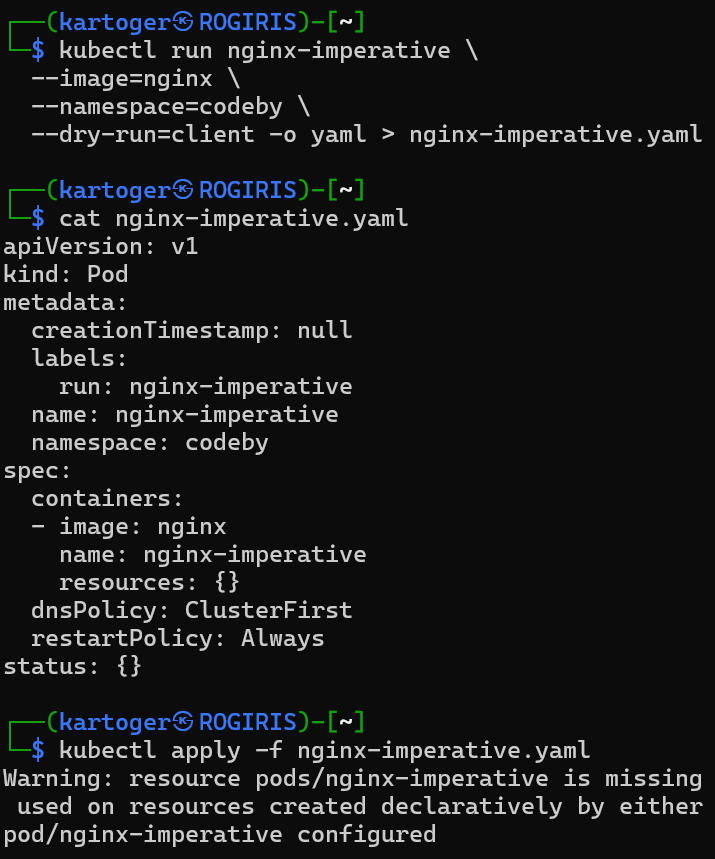 ┌──(kartoger㉿ROGIRIS)-[~]
└─$ kubectl run nginx-imperative \
  --image=nginx \
  --namespace=codeby \
  --dry-run=client -o yaml > nginx-imperative.yaml

┌──(kartoger㉿ROGIRIS)-[~]
└─$ cat nginx-imperative.yaml
apiVersion: v1
kind: Pod
metadata:
  creationTimestamp: null
  labels:
    run: nginx-imperative
  name: nginx-imperative
  namespace: codeby
spec:
  containers:
  - image: nginx
    name: nginx-imperative
    resources: {}
  dnsPolicy: ClusterFirst
  restartPolicy: Always
status: {}

┌──(kartoger㉿ROGIRIS)-[~]
└─$ kubectl apply -f nginx-imperative.yaml
Warning: resource pods/nginx-imperative is missing
 used on resources created declaratively by either
pod/nginx-imperative configured